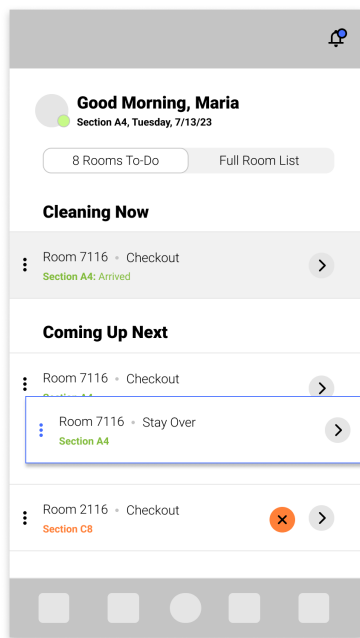 Good Morning, Maria
Section A4, Tuesday, 7/13/23
8 Rooms To-Do Full Room List
Cleaning Now
Room 7116 • Checkout
Section A4: Arrived
Coming Up Next
Room 7116 • Checkout
Room 7116 • Stay Over
Section A4
Room 2116 • Checkout
Section C8